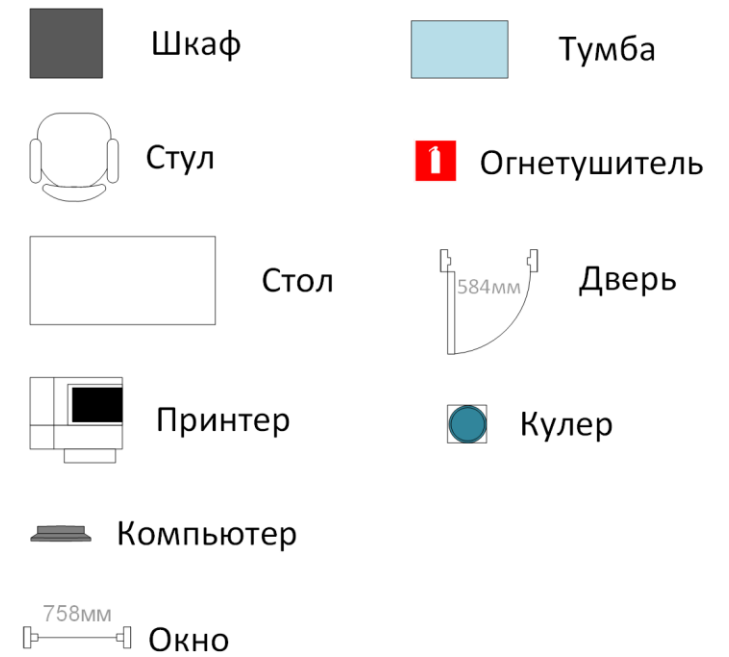 Шкаф
Тумба
Стул
Огнетушитель
Стол
584мм
Дверь
Принтер
Кулер
Компьютер
758мм
Окно